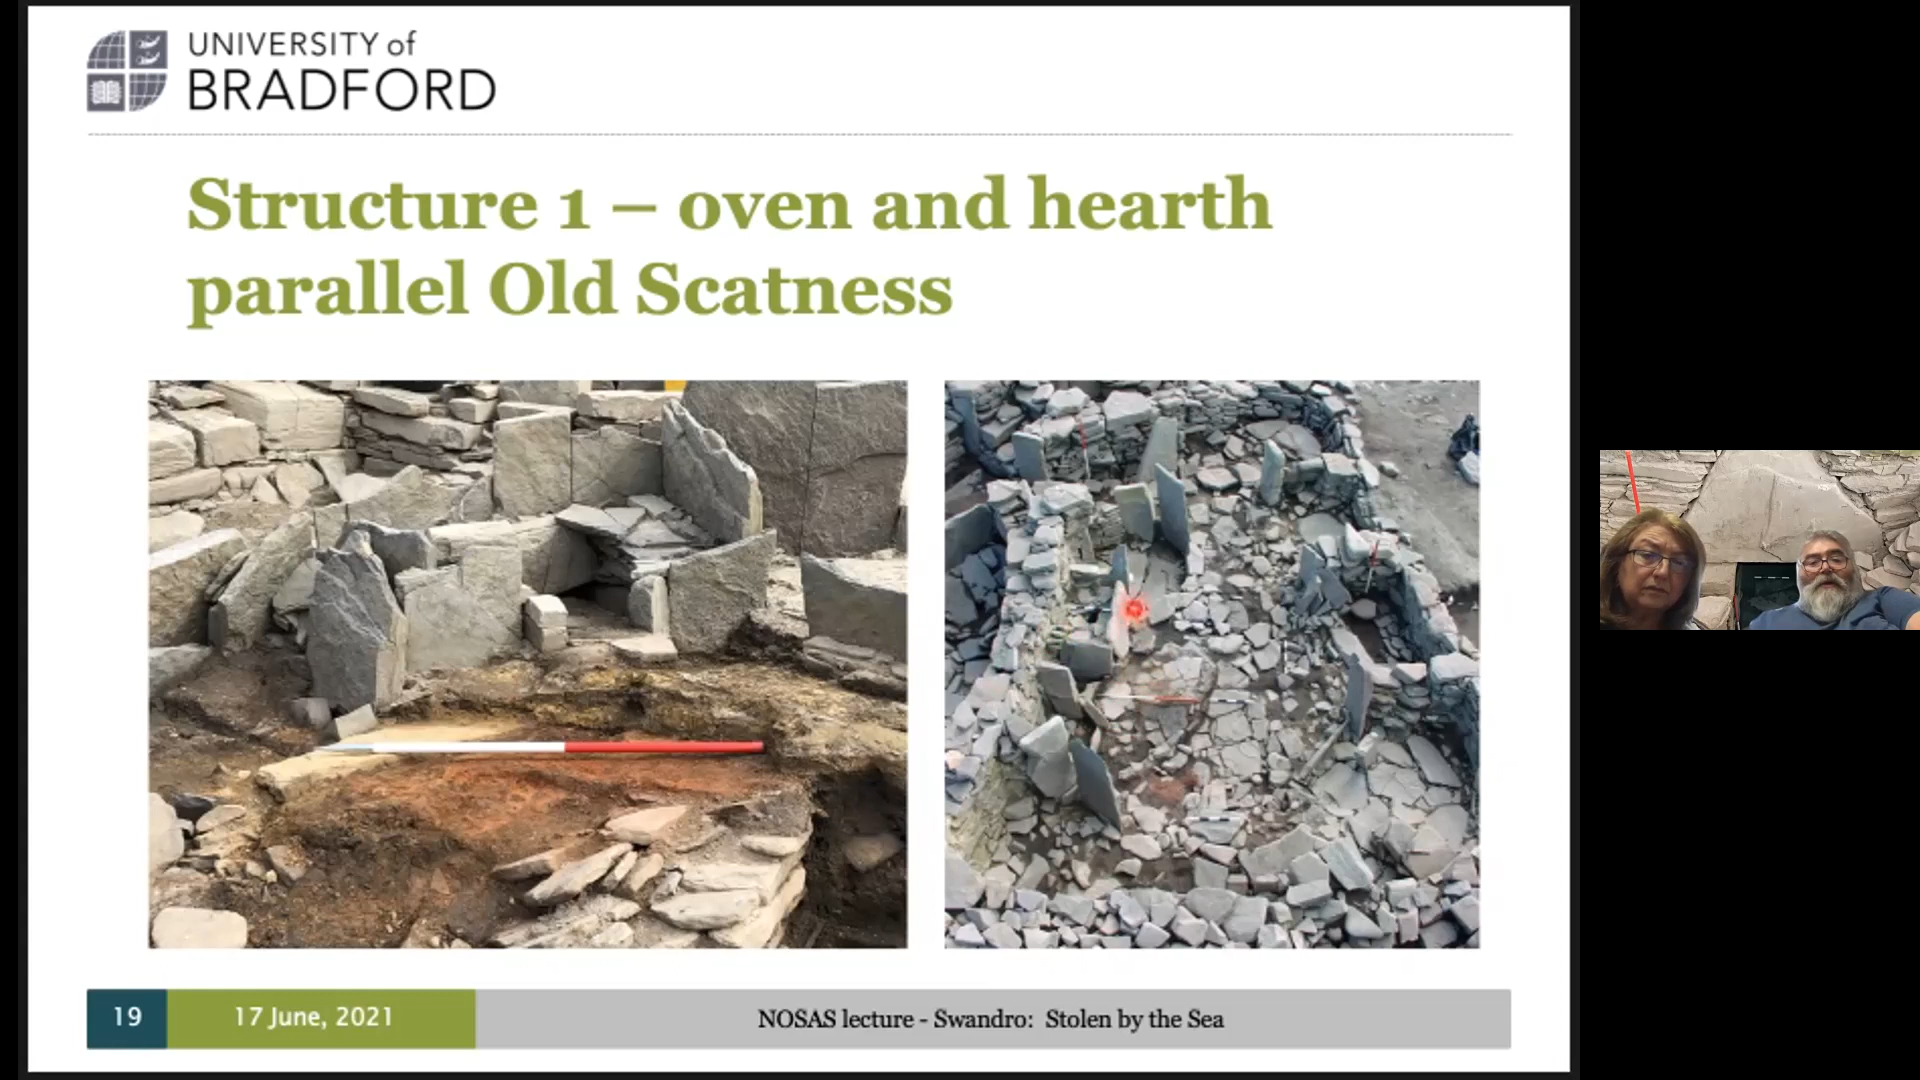 UNIVERSITY of
BRADFORD
Structure 1 – oven and hearth
parallel Old Scatness
19
17 June, 2021
NOSAS lecture - Swandro: Stolen by the Sea